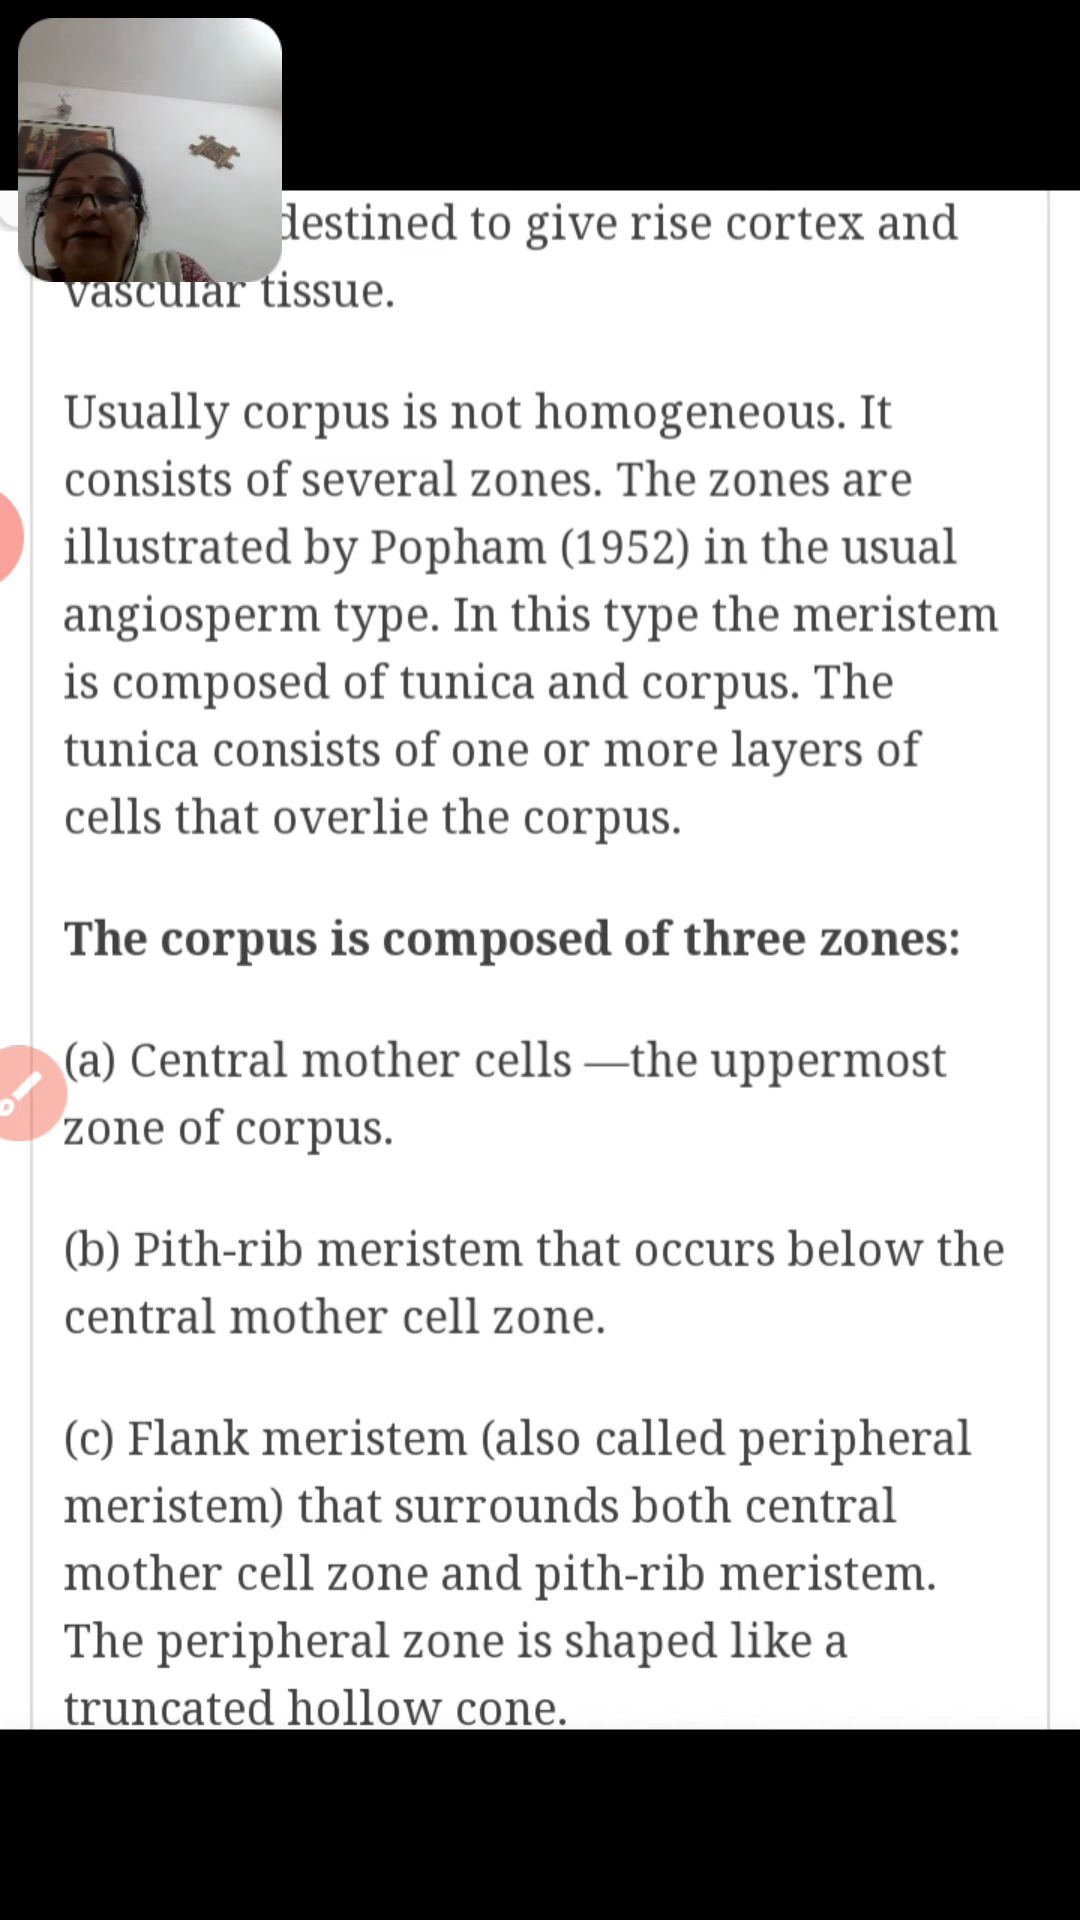 destined to give rise cortex and
vascular tissue.
Usually corpus is not homogeneous. It
consists of several zones. The zones are
illustrated by Popham (1952) in the usual
angiosperm type. In this type the meristem
is composed of tunica and corpus. The
tunica consists of one or more layers of
cells that overlie the corpus.
The corpus is composed of three zones:
(a) Central mother cells —the uppermost
zone of corpus.
(b) Pith-rib meristem that occurs below the
central mother cell zone.
(c) Flank meristem (also called peripheral
meristem) that surrounds both central
mother cell zone and pith-rib meristem.
The peripheral zone is shaped like a
truncated hollow cone.